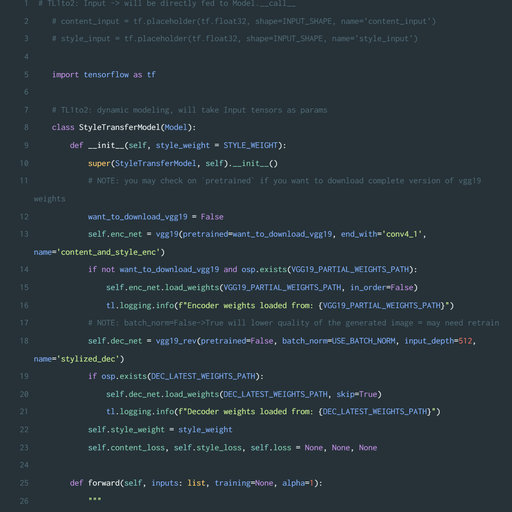 1 # TL1to2: Input -> will be directly fed to Model.__call__
2 # content_input = tf.placeholder(tf.float32, shape=INPUT_SHAPE, name='content_input')
3 # style_input = tf.placeholder(tf.float32, shape=INPUT_SHAPE, name='style_input')
4
5 import tensorflow as tf
6
7 # TL1to2: dynamic modeling, will take Input tensors as params
8 class StyleTransferModel(Model):
9 def __init__(self, style_weight = STYLE_WEIGHT):
10 super(StyleTransferModel, self).__init__()
11 # NOTE: you may check on `pretrained` if you want to download complete version of vgg19
weights
12 want_to_download_vgg19 = False
13 self.enc_net = vgg19(pretrained=want_to_download_vgg19, end_with='conv4_1',
name='content_and_style_enc')
14 if not want_to_download_vgg19 and osp.exists(VGG19_PARTIAL_WEIGHTS_PATH):
15 self.enc_net.load_weights(VGG19_PARTIAL_WEIGHTS_PATH, in_order=False)
16 tl.logging.info(f"Encoder weights loaded from: {VGG19_PARTIAL_WEIGHTS_PATH}")
17 # NOTE: batch_norm=False->True will lower quality of the generated image = may need retrain
18 self.dec_net = vgg19_rev(pretrained=False, batch_norm=USE_BATCH_NORM, input_depth=512,
name='stylized_dec')
19 if osp.exists(DEC_LATEST_WEIGHTS_PATH):
20 self.dec_net.load_weights(DEC_LATEST_WEIGHTS_PATH, skip=True)
21 tl.logging.info(f"Decoder weights loaded from: {DEC_LATEST_WEIGHTS_PATH}")
22 self.style_weight = style_weight
23 self.content_loss, self.style_loss, self.loss = None, None, None
24
25 def forward(self, inputs: list, training=None, alpha=1):
26 """